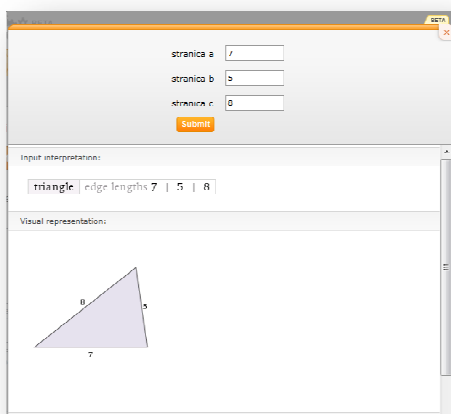 BETA
stranica a 7
stranica b 5
stranica c 8
Submit
Input interpretation:
triangle edge lengths 7 | 5 | 8
Visual representation:
8
5
7